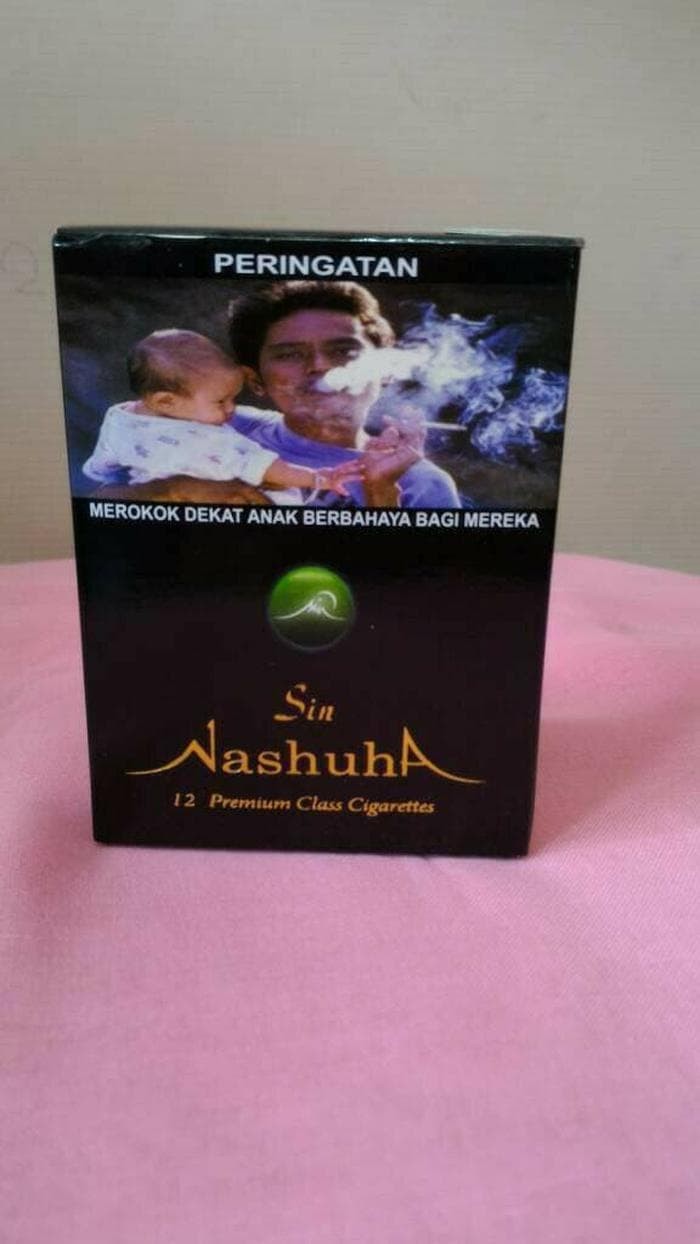 PERINGATAN
MEROKOK DEKAT ANAK BERBAHAYA BAGI MEREKA
Sin
NashuhA
12 Premium Class Cigarettes